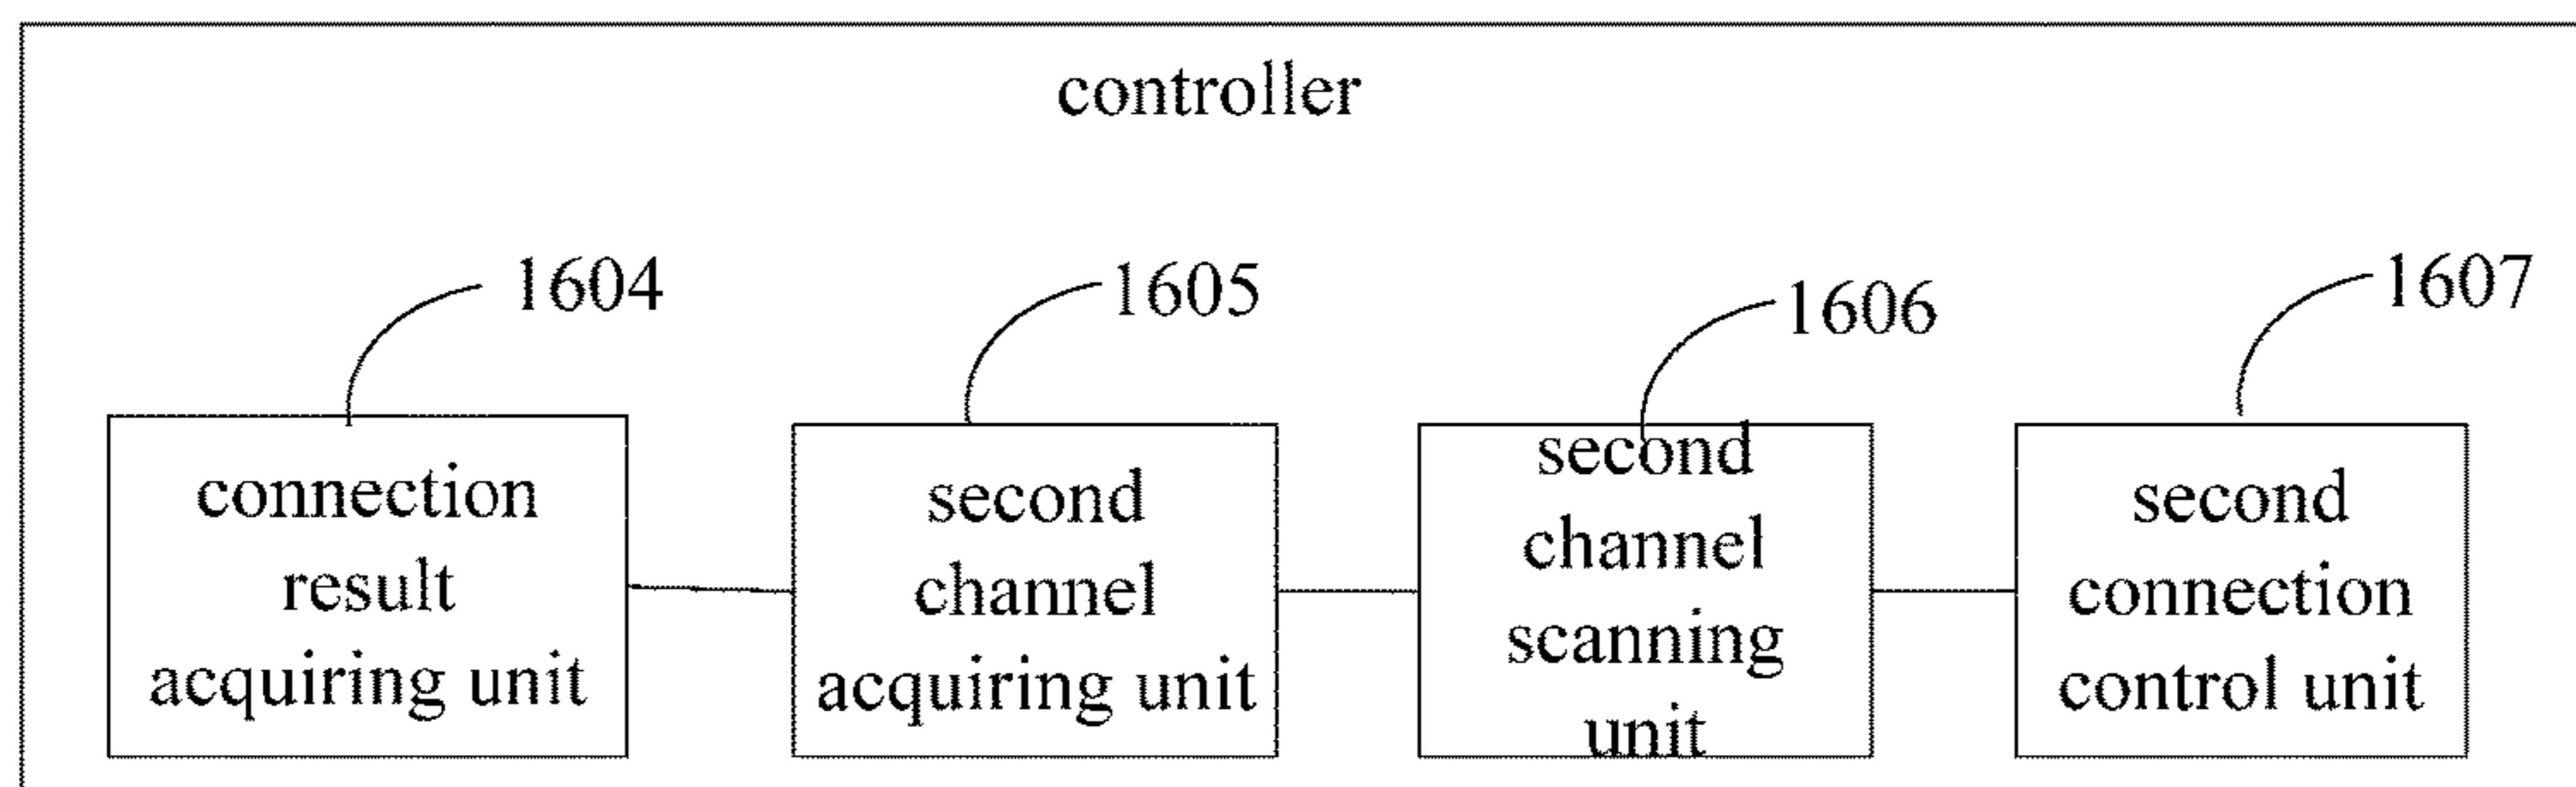 controller
1604
1605
1606
1607
connection
result
acquiring unit
second
channel
acquiring unit
second
channel
scanning
unit
second
connection
control unit